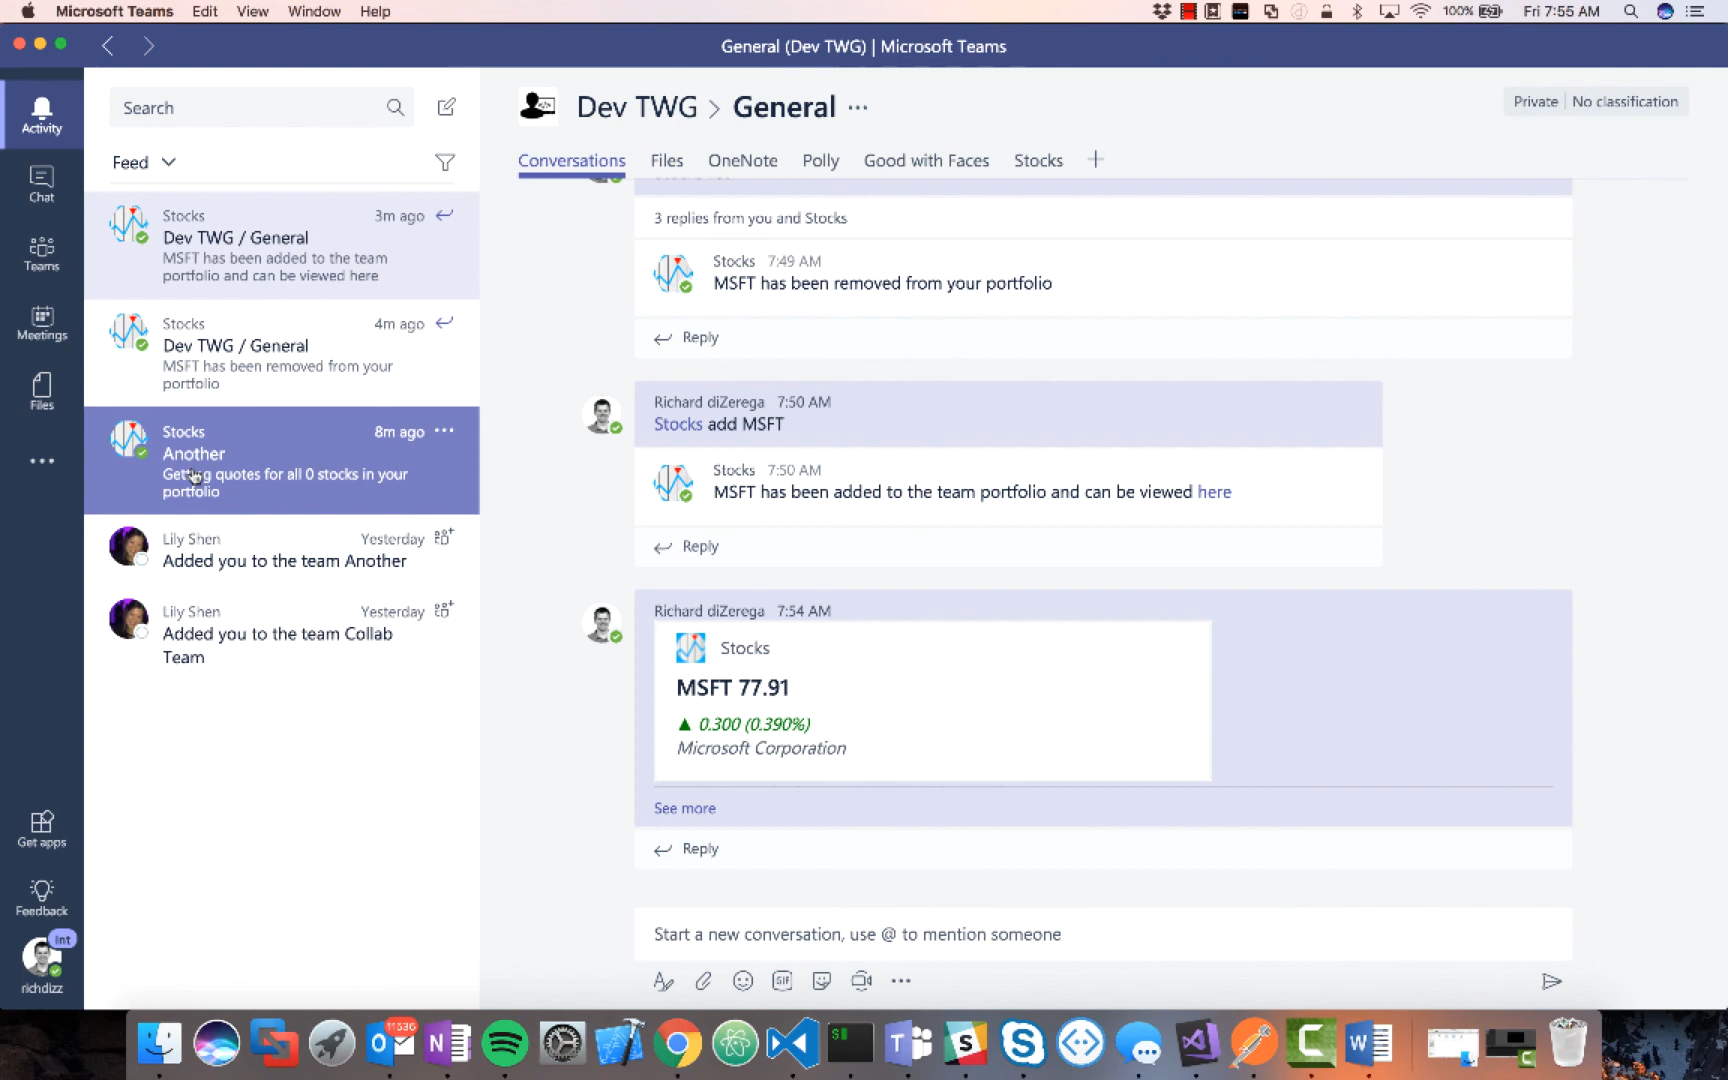 Microsoft Teams Edit View Window Help
100% Fri 7:55 AM
General (Dev TWG) | Microsoft Teams
Activity
Chat
Teams
Meetings
Files
Get apps
Feedback
int
richdizz
Search
Feed
Stocks 3m ago
Dev TWG / General
MSFT has been added to the team
portfolio and can be viewed here
Stocks 4m ago
Dev TWG / General
MSFT has been removed from your
portfolio
Stocks 8m ago
Another
Getting quotes for all 0 stocks in your
portfolio
Lily Shen Yesterday
Added you to the team Another
Lily Shen Yesterday
Added you to the team Collab
Team
Dev TWG > General
Private | No classification
Conversations Files OneNote Polly Good with Faces Stocks
3 replies from you and Stocks
Stocks 7:49 AM
MSFT has been removed from your portfolio
Reply
Richard diZerega 7:50 AM
Stocks add MSFT
Stocks 7:50 AM
MSFT has been added to the team portfolio and can be viewed here
Reply
Richard diZerega 7:54 AM
Stocks
MSFT 77.91
▲ 0.300 (0.390%)
Microsoft Corporation
See more
Reply
Start a new conversation, use @ to mention someone
GIF
11536